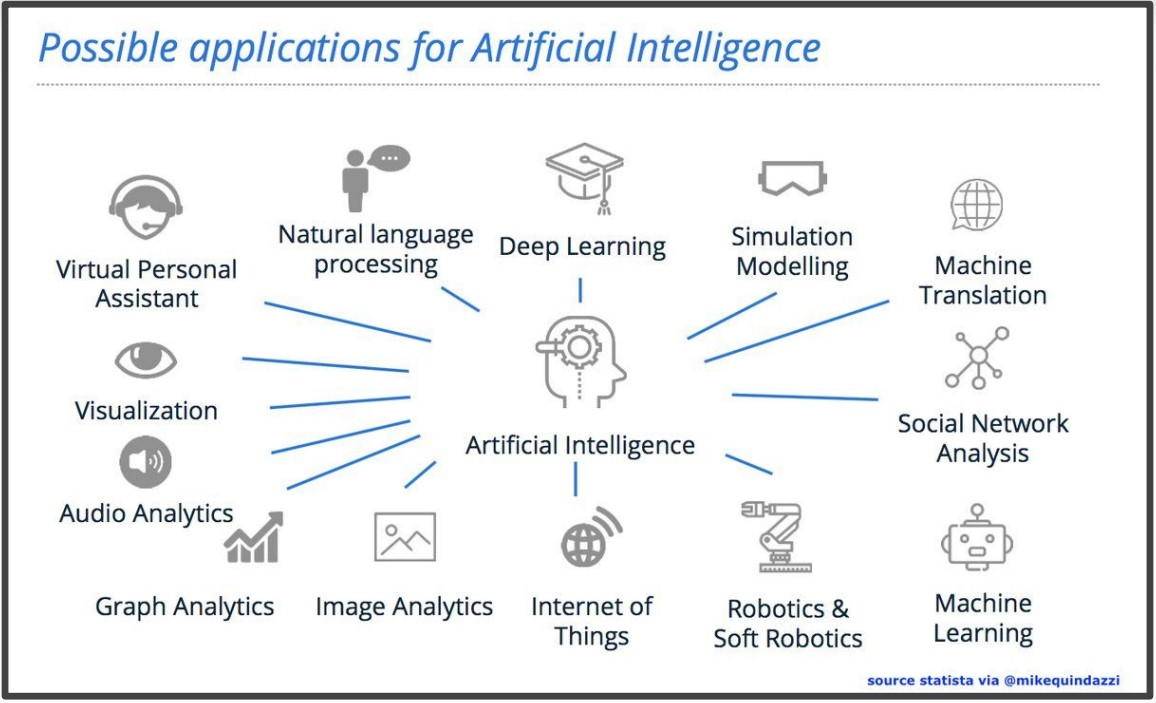 Possible applications for Artificial Intelligence
Virtual Personal
Assistant
Natural language
processing
Deep Learning
Simulation
Modelling
Machine
Translation
Visualization
Social Network
Analysis
Artificial Intelligence
Audio Analytics
Graph Analytics
Image Analytics
Internet of
Things
Robotics &
Soft Robotics
Machine
Learning
source statista via @mikequindazzi